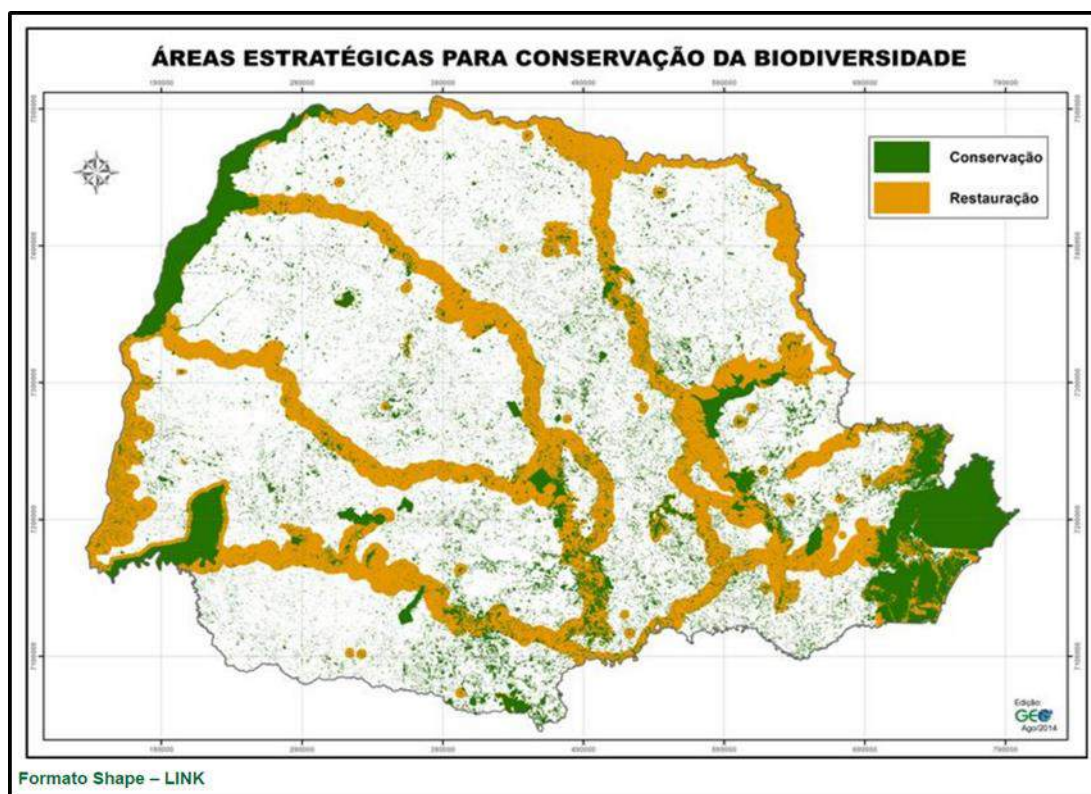 ÁREAS ESTRATÉGICAS PARA CONSERVAÇÃO DA BIODIVERSIDADE
Conservação
Restauração
Edição:
GEO
Ago/2014
Formato Shape – LINK